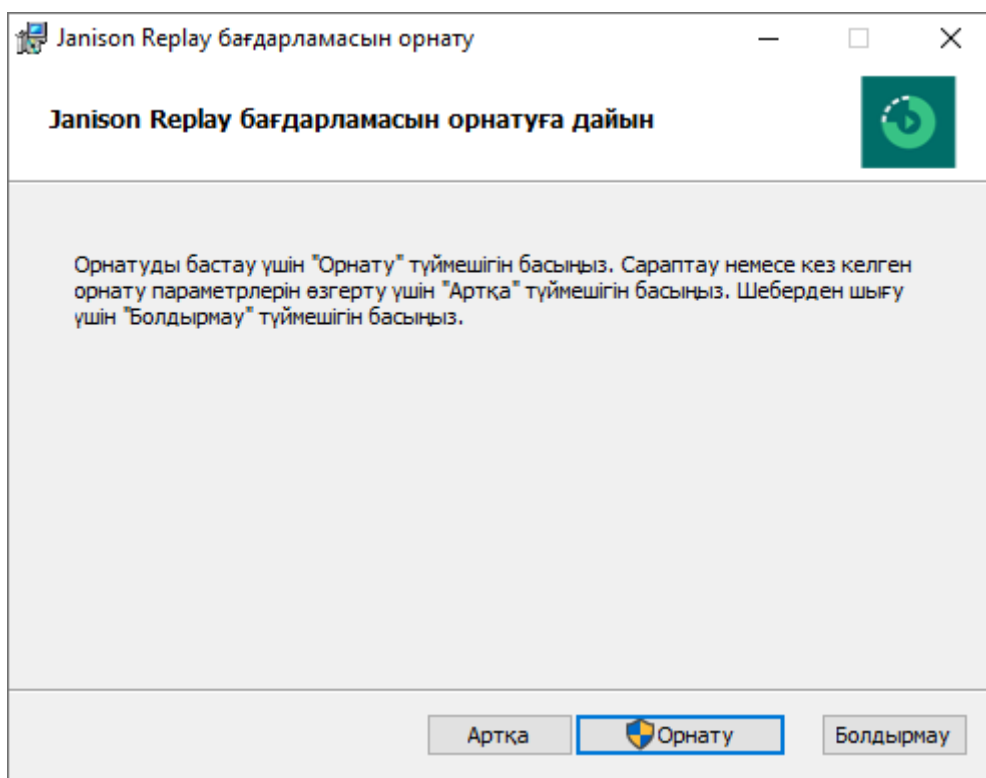 Janison Replay бағдарламасын орнату
Janison Replay бағдарламасын орнатуға дайын
Орнатуды бастау үшін "Орнату" түймешігін басыңыз. Сараптау немесе кез келген
орнату параметрлерін өзгерту үшін "Артқа" түймешігін басыңыз. Шеберден шығу
үшін "Болдырмау" түймешігін басыңыз.
Артқа
Орнату
Болдырмау